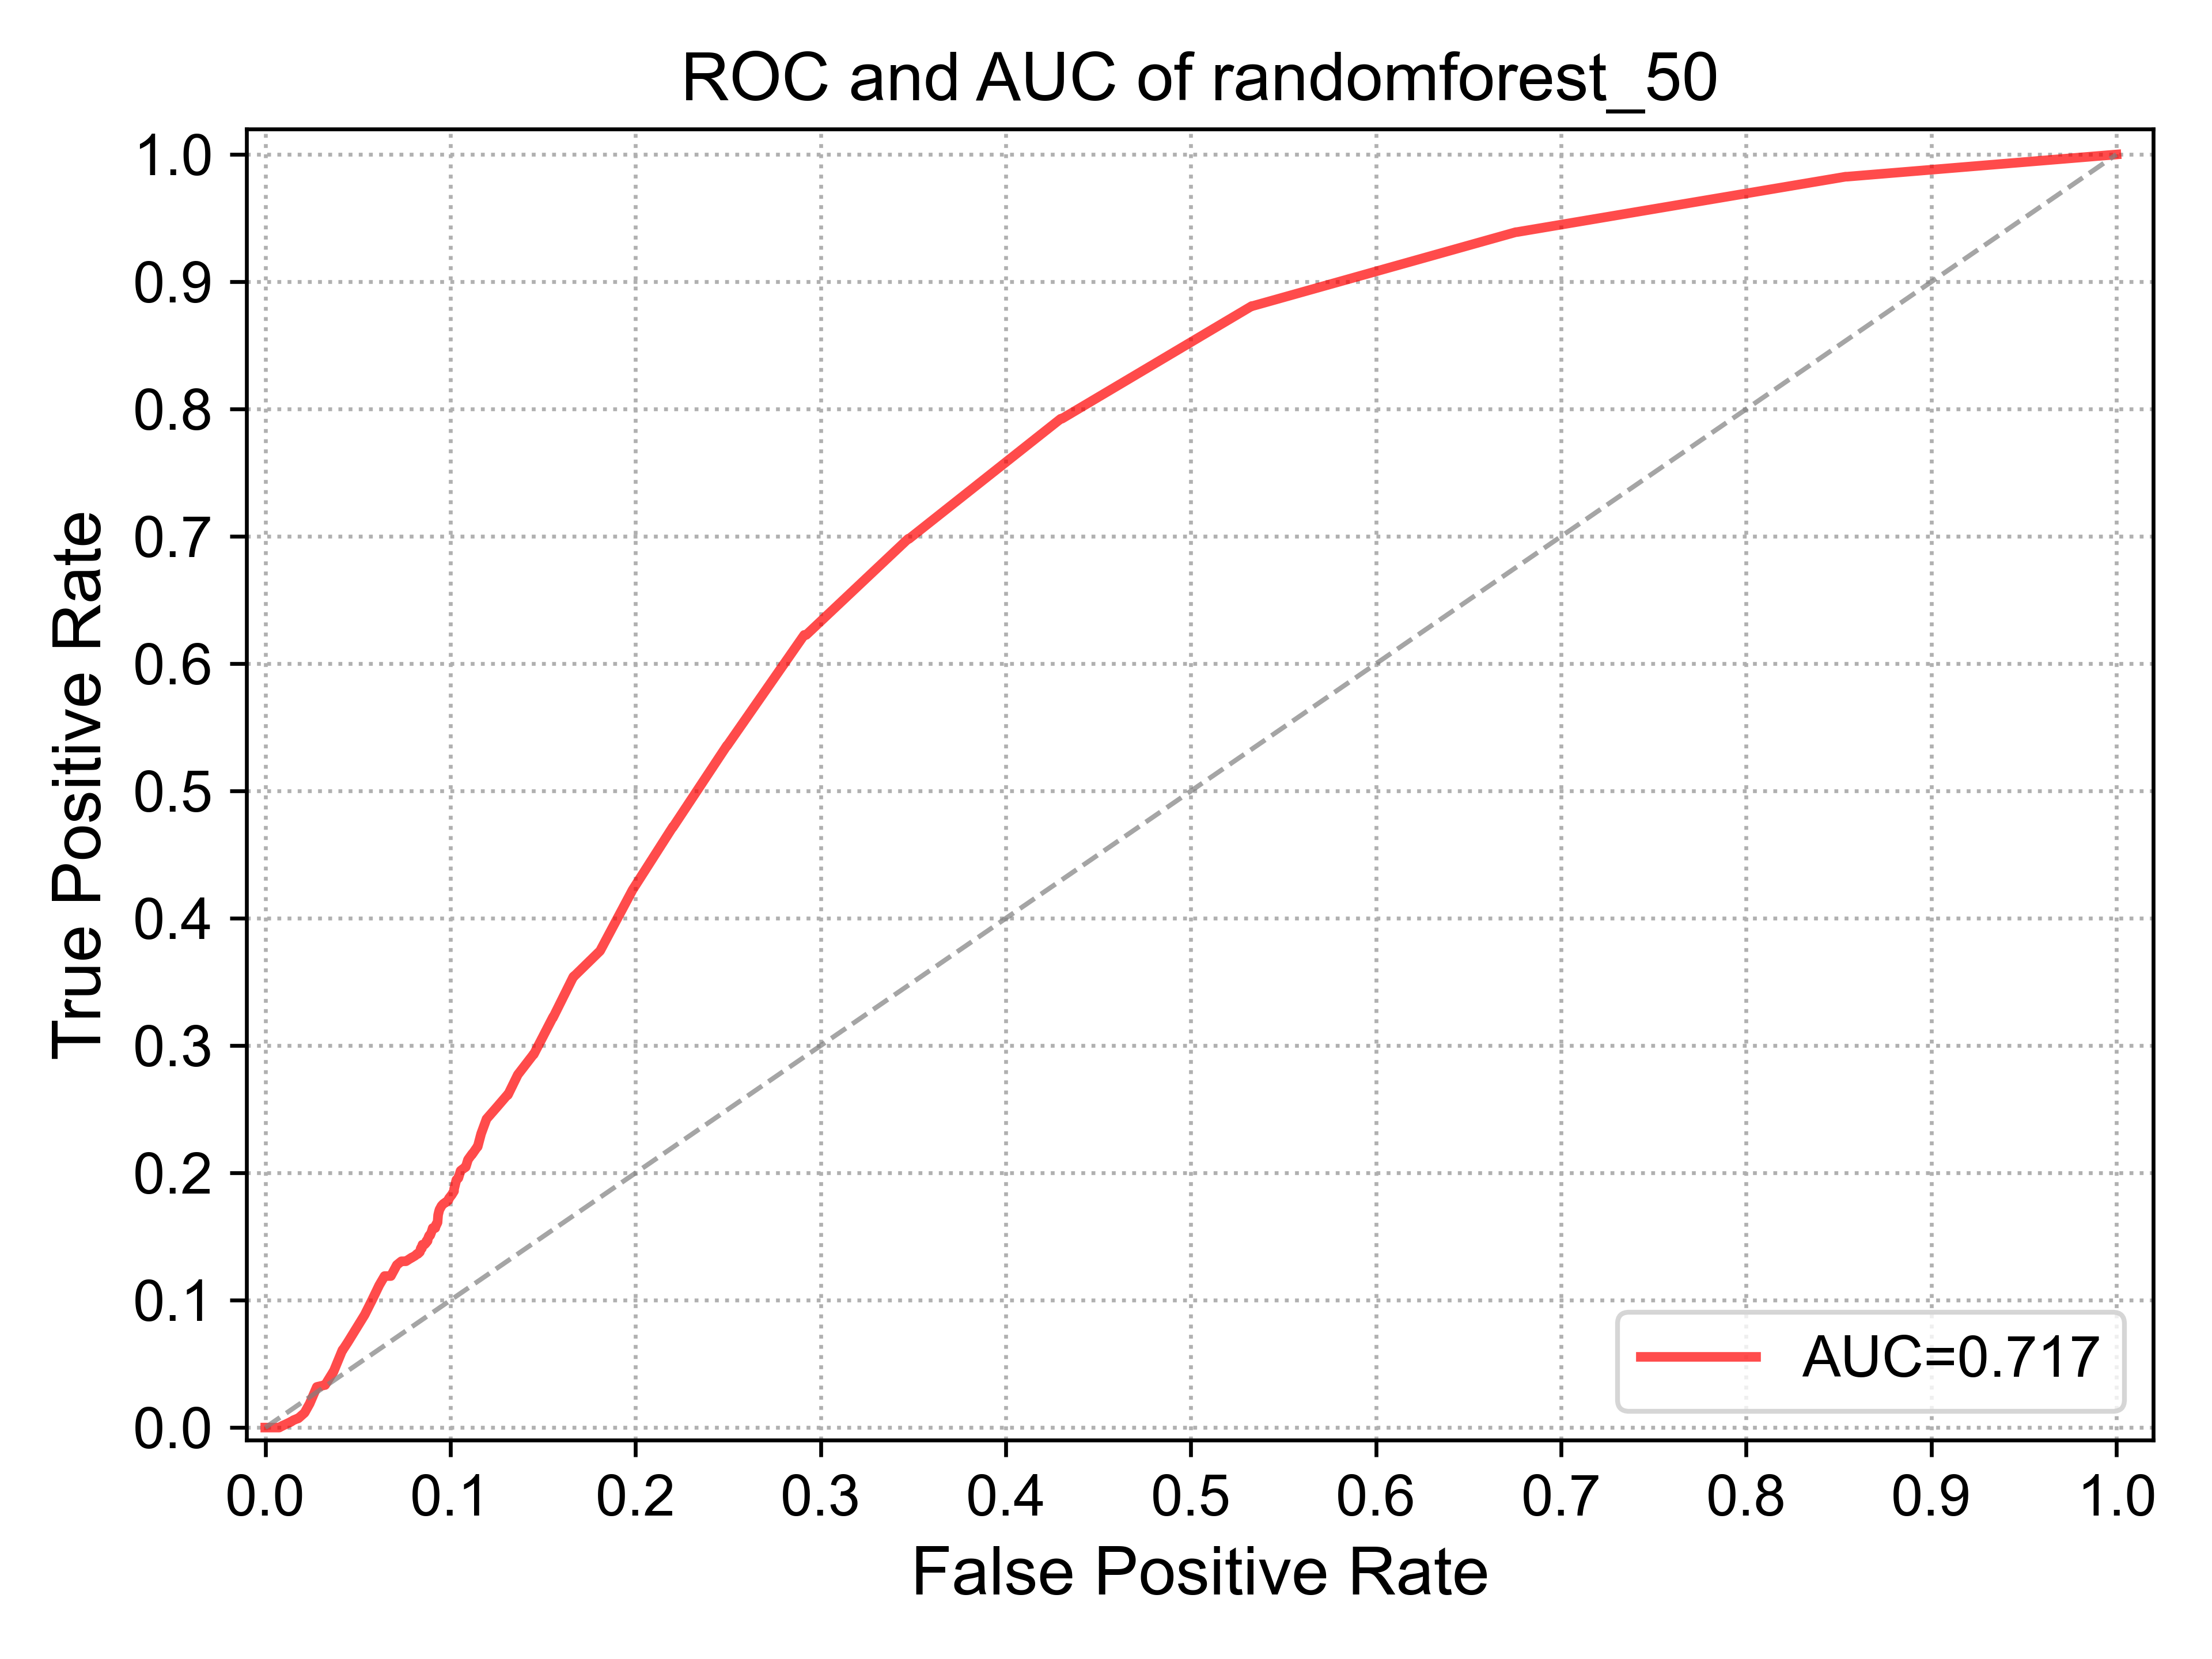 ROC and AUC of randomforest_50
True Positive Rate
1.0
0.9
0.8
0.7
0.6
0.5
0.4
0.3
0.2
0.1
0.0
AUC=0.717
0.0 0.1 0.2 0.3 0.4 0.5 0.6 0.7 0.8 0.9 1.0
False Positive Rate